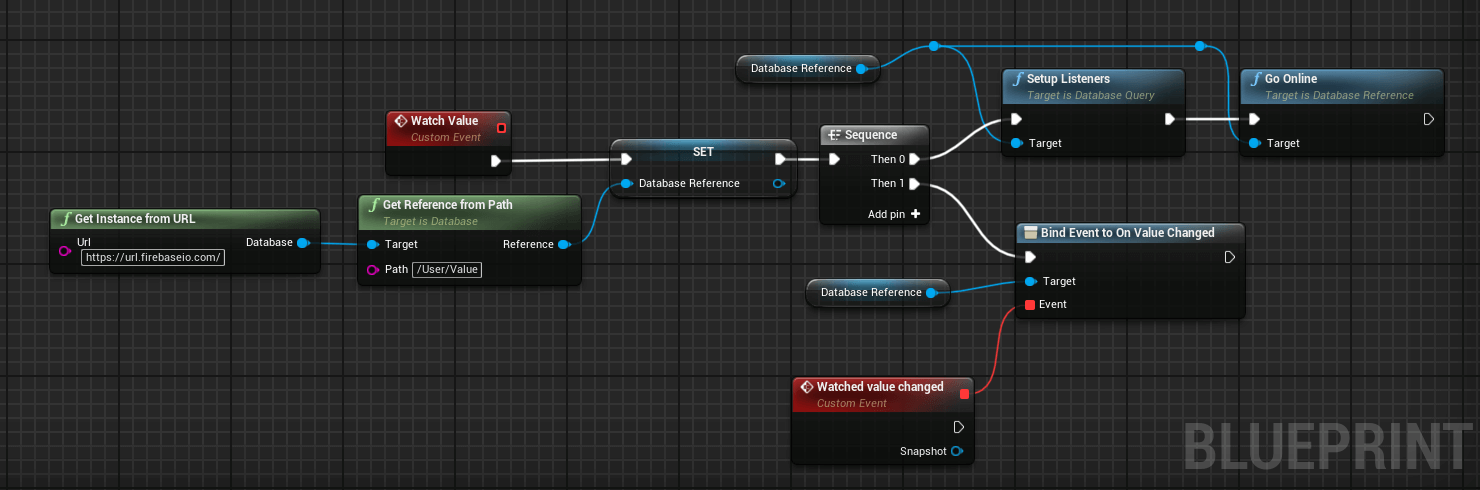 Database Reference
Setup Listeners
Target is Database Query
Target
Go Online
Target is Database Reference
Target
Watch Value
Custom Event
SET
Database Reference
Sequence
Then 0
Then 1
Add pin
Get Instance from URL
Url
https://url.firebaseio.com/
Database
Get Reference from Path
Target is Database
Target
Reference
Path
/User/Value
Bind Event to On Value Changed
Target
Event
Database Reference
Watched value changed
Custom Event
Snapshot
BLUEPRINT